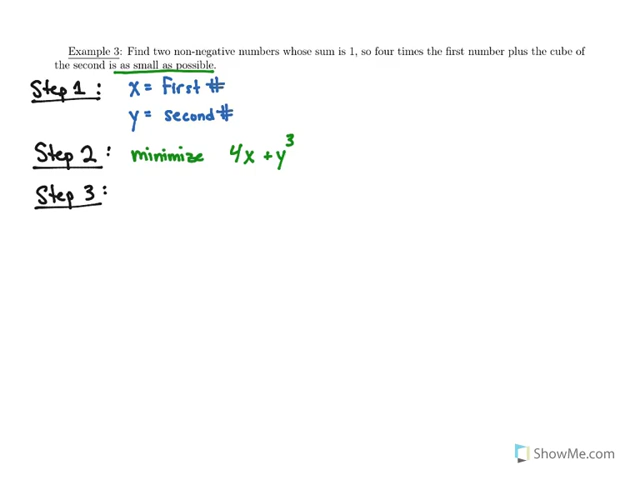 Example 3: Find two non-negative numbers whose sum is 1, so four times the first number plus the cube of
the second is as small as possible.
Step 1: x = First #
y = second #
Step 2: minimize 4x + y³
Step 3:
ShowMe.com